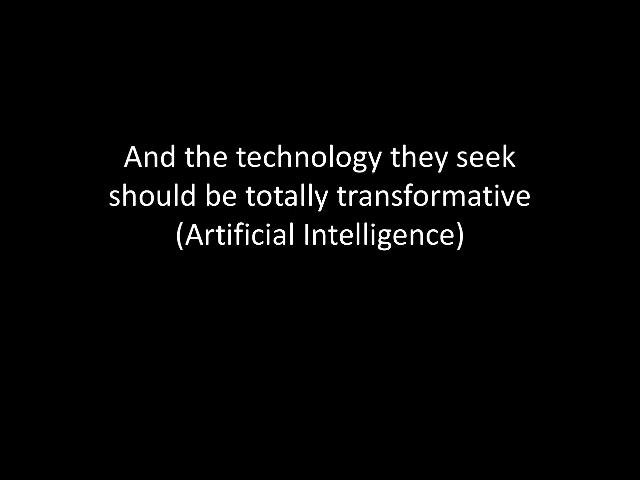 And the technology they seek
should be totally transformative
(Artificial Intelligence)